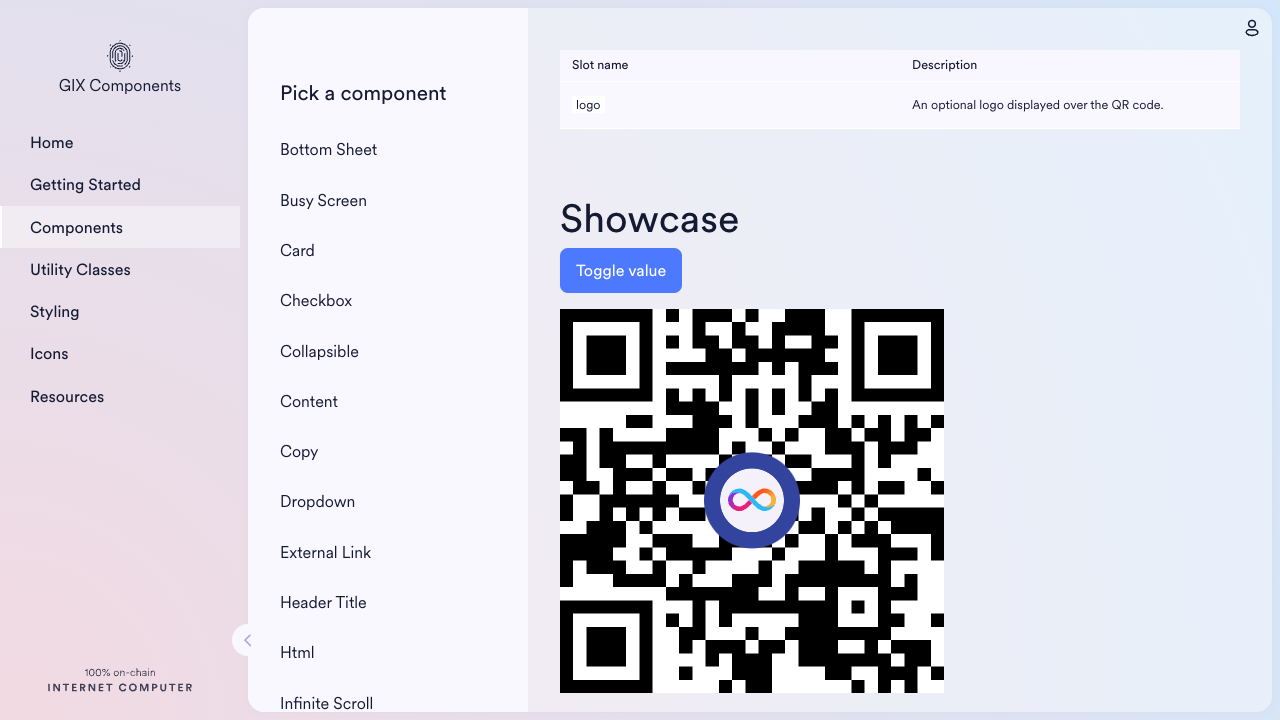 GIX Components
Home
Getting Started
Components
Utility Classes
Styling
Icons
Resources
100% on-chain
INTERNET COMPUTER
Pick a component
Bottom Sheet
Busy Screen
Card
Checkbox
Collapsible
Content
Copy
Dropdown
External Link
Header Title
Html
Infinite Scroll
Slot name Description
logo An optional logo displayed over the QR code.
Showcase
Toggle value